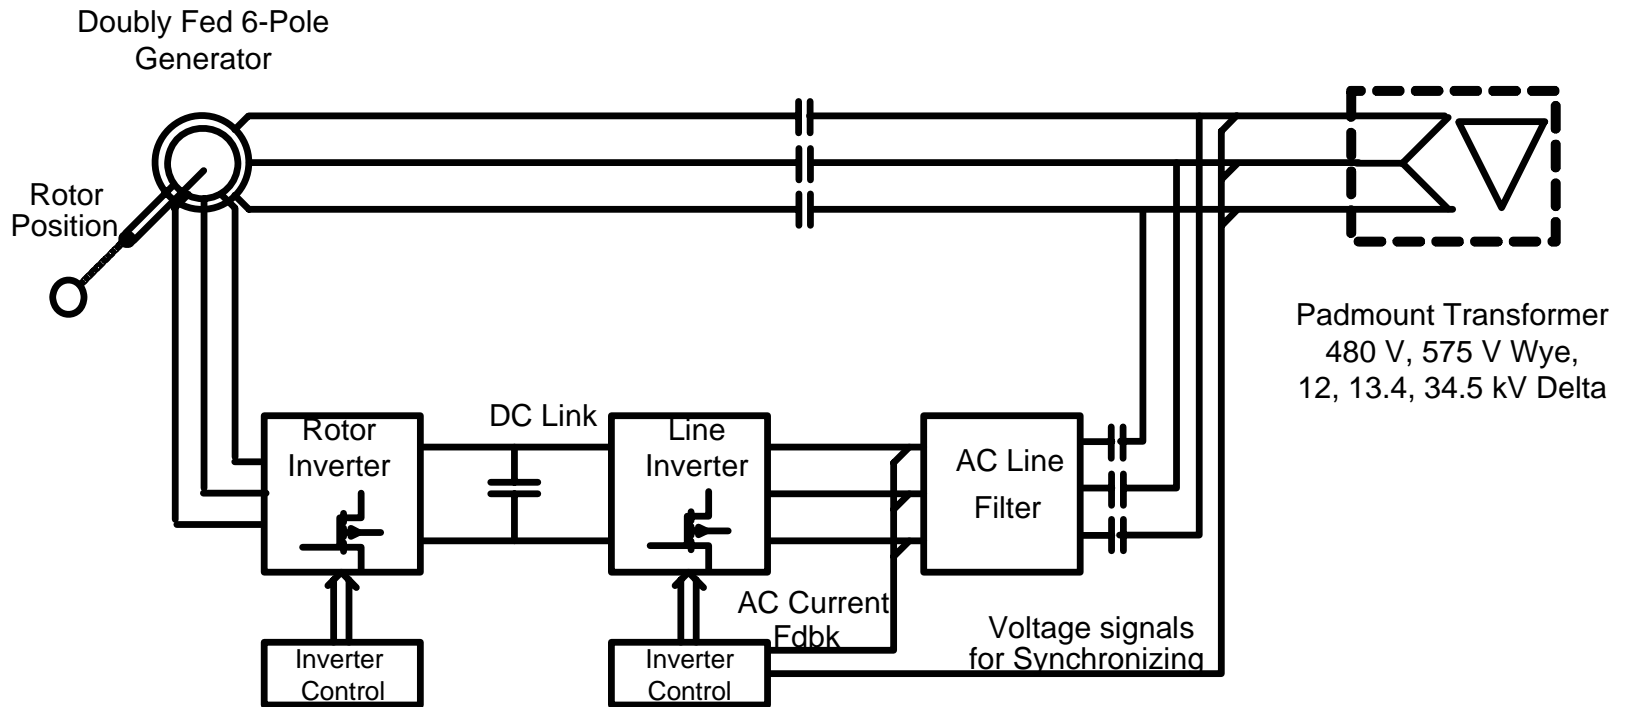 Doubly Fed 6-Pole
Generator
Rotor
Position
Padmount Transformer
480 V, 575 V Wye,
12, 13.4, 34.5 kV Delta
Rotor
Inverter
DC Link
Line
Inverter
AC Line
Filter
AC Current
Fdbk
Voltage signals
for Synchronizing
Inverter
Control
Inverter
Control